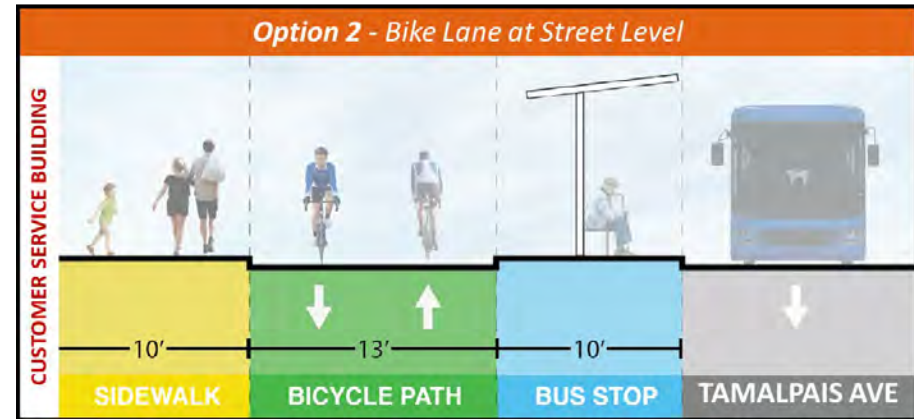 Option 2 - Bike Lane at Street Level
CUSTOMER SERVICE BUILDING
10’ 13’ 10’
SIDEWALK BICYCLE PATH BUS STOP TAMALPAIS AVE